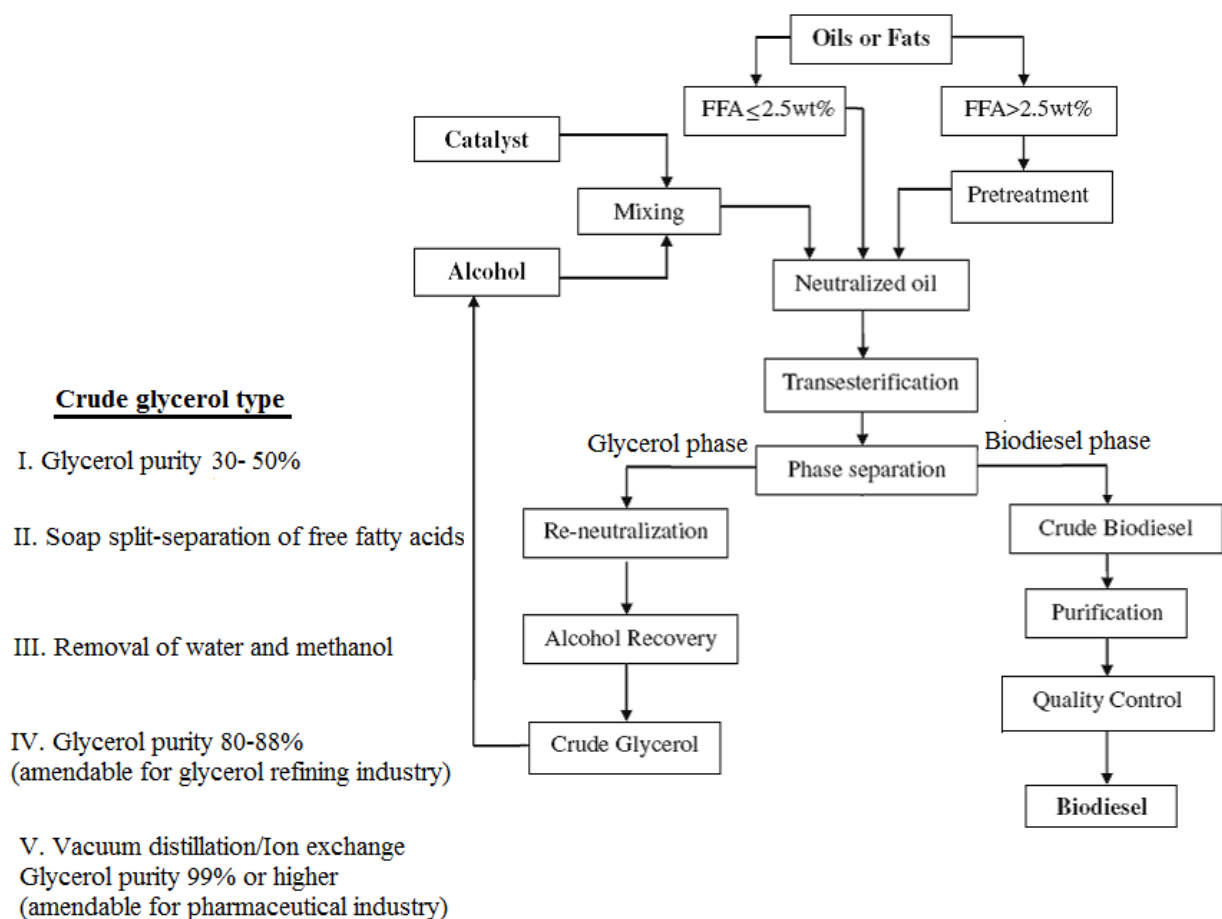 Oils or Fats
FFA≤2.5wt%
FFA>2.5wt%
Catalyst
Pretreatment
Mixing
Alcohol
Neutralized oil
Transesterification
Crude glycerol type
Glycerol phase
Biodiesel phase
I. Glycerol purity 30- 50%
Phase separation
II. Soap split-separation of free fatty acids
Re-neutralization
Crude Biodiesel
Purification
III. Removal of water and methanol
Alcohol Recovery
Quality Control
IV. Glycerol purity 80-88%
(amendable for glycerol refining industry)
Crude Glycerol
Biodiesel
V. Vacuum distillation/Ion exchange
Glycerol purity 99% or higher
(amendable for pharmaceutical industry)